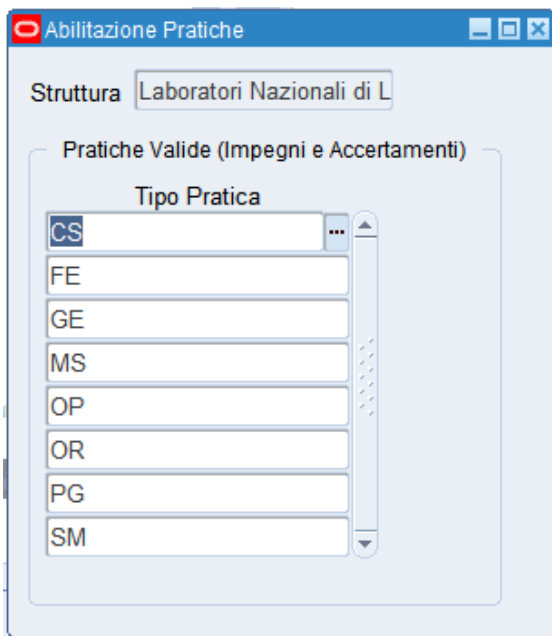 Abilitazione Pratiche
Struttura Laboratori Nazionali di L
Pratiche Valide (Impegni e Accertamenti)
Tipo Pratica
CS
FE
GE
MS
OP
OR
PG
SM